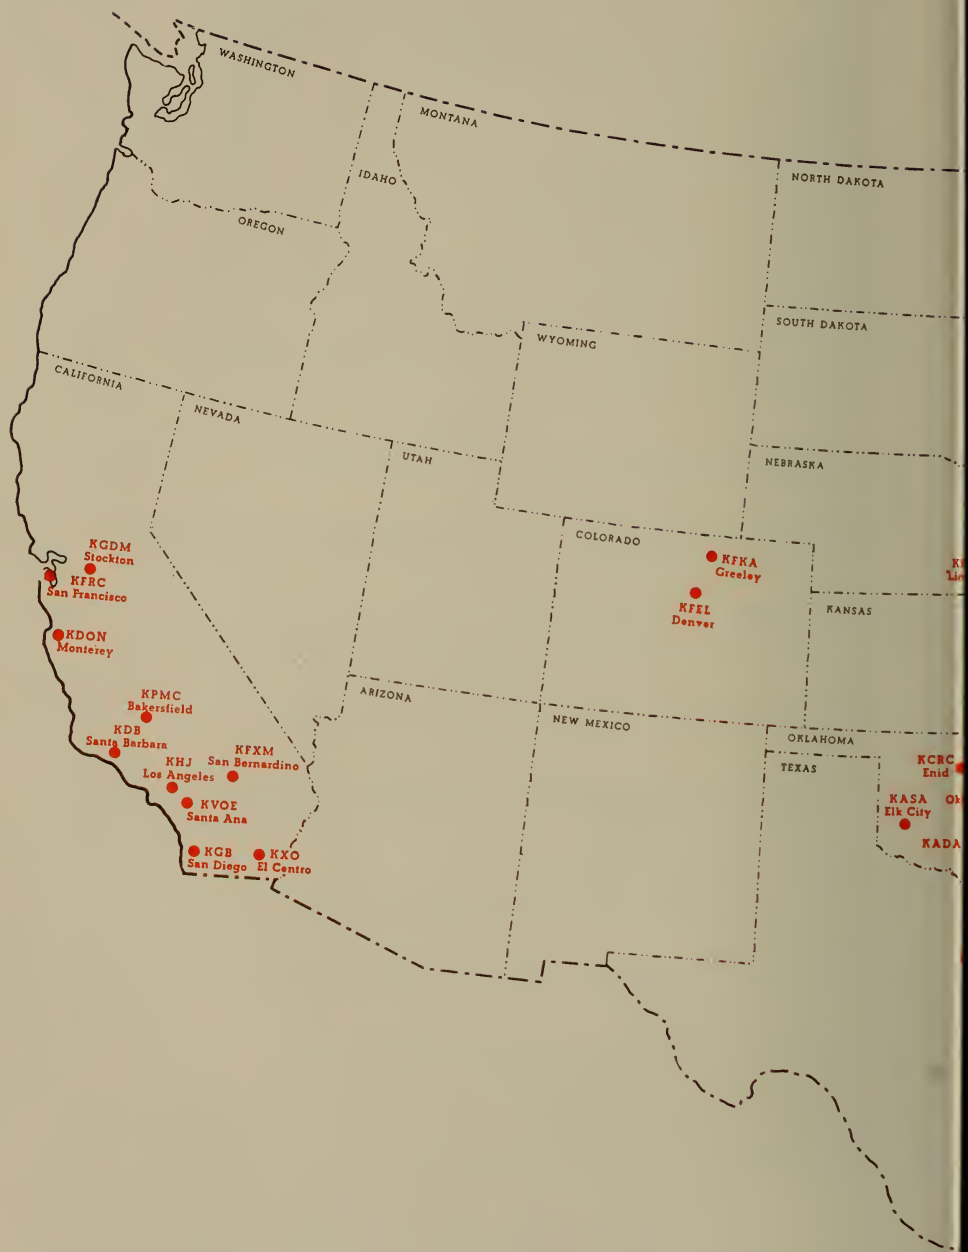 WASHINGTON
MONTANA
IDAHO
NORTH DAKOTA
OREGON
SOUTH DAKOTA
WYOMING
CALIFORNIA
NEVADA
UTAH
NEBRASKA
COLORADO
KGDM
Stockton
KFKA
Greeley
KFRC
San Francisco
KFEL
Denver
KANSAS
KDON
Monterey
ARIZONA
NEW MEXICO
KPMC
Bakersfield
KDB
Santa Barbara
OKLAHOMA
KFXM
San Bernardino
KHJ
Los Angeles
TEXAS
KCRC
Enid
KVOE
Santa Ana
KASA
Elk City
KADA
KGB
San Diego
KXO
El Centro